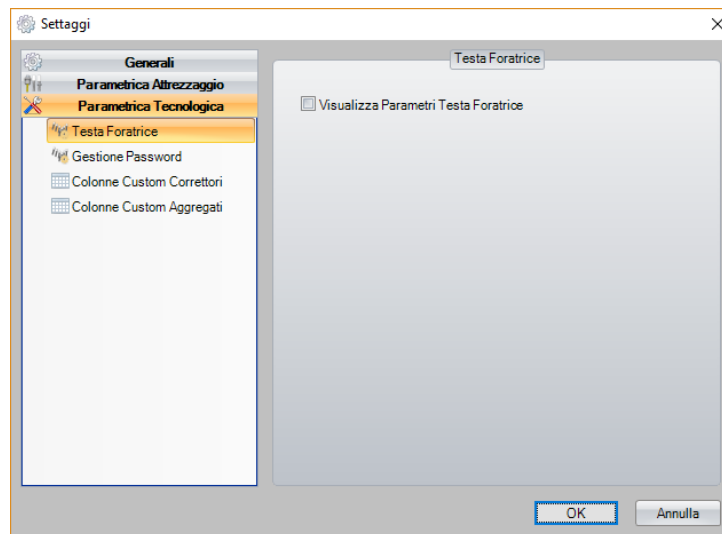 Settaggi
Generali
Parametrica Attrezzaggio
Parametrica Tecnologica
Testa Foratrice
Gestione Password
Colonne Custom Correttori
Colonne Custom Aggregati
Testa Foratrice
Visualizza Parametri Testa Foratrice
OK
Annulla